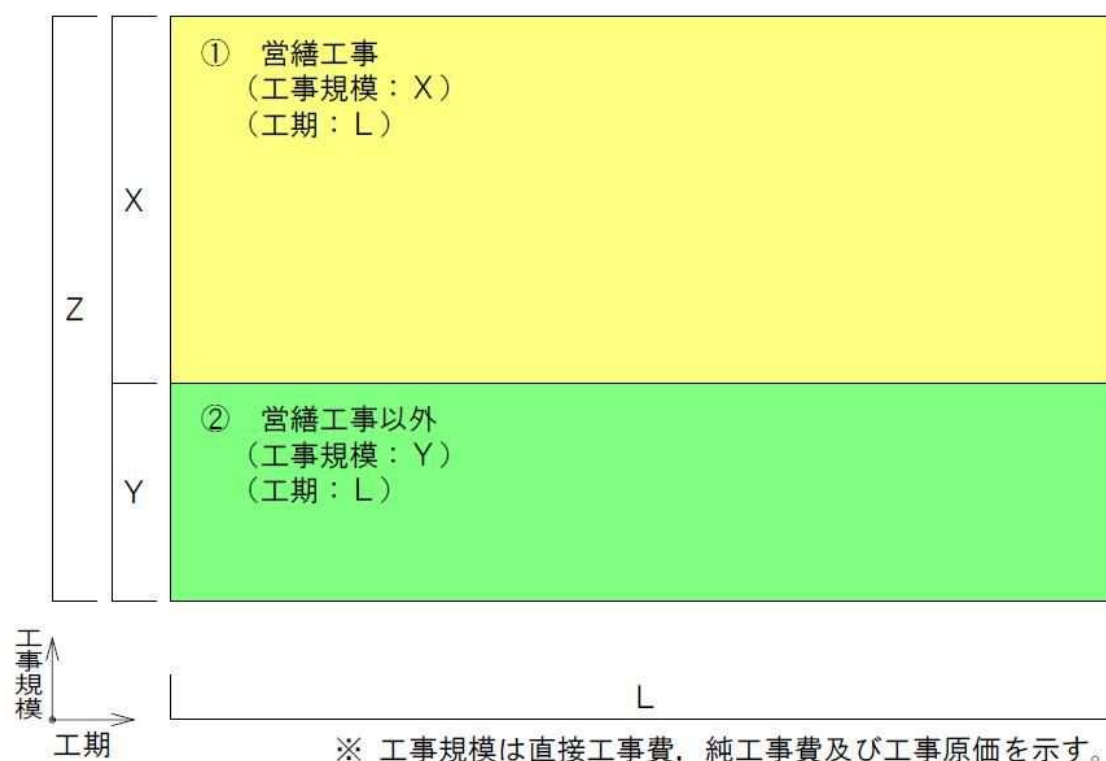 ① 営繕工事
(工事規模:X)
(工期:L)
X
Z
② 営繕工事以外
(工事規模:Y)
(工期:L)
Y
工事規模
工期
L
※ 工事規模は直接工事費,純工事費及び工事原価を示す。